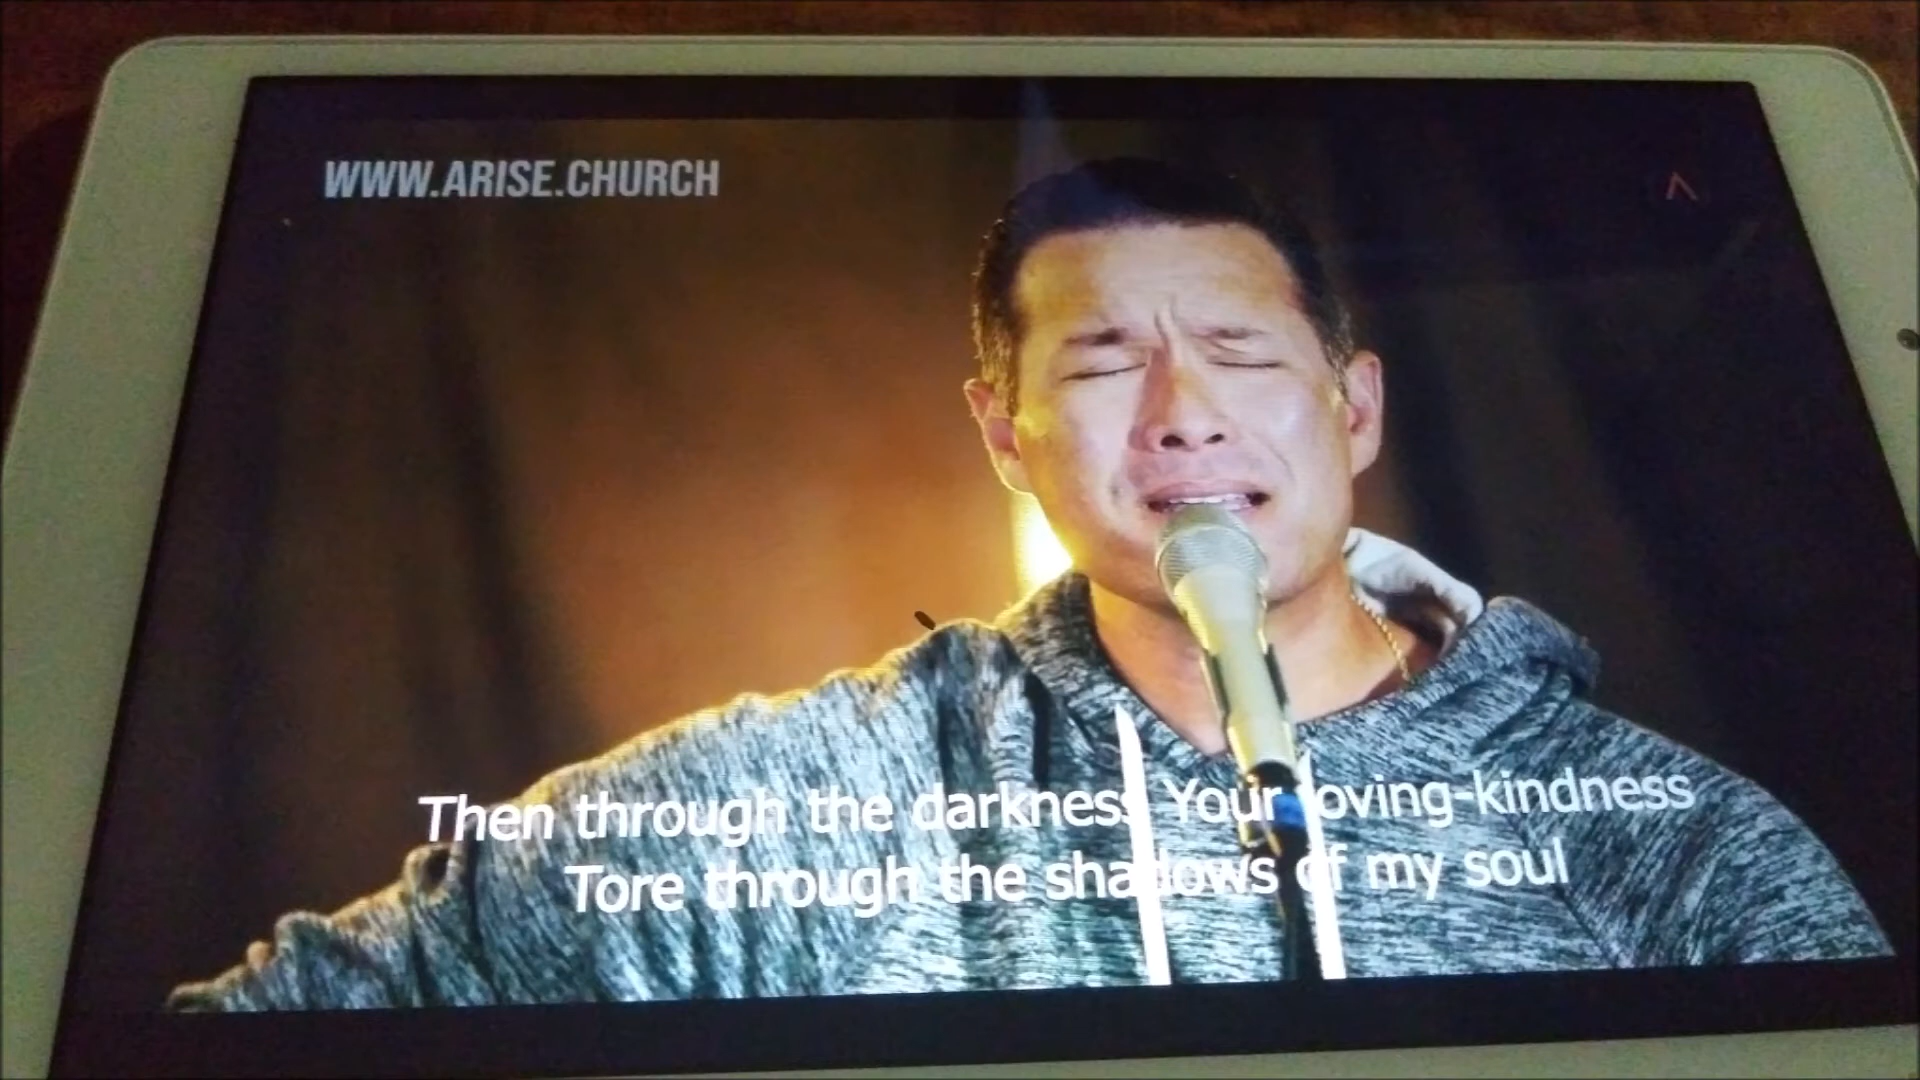 WWW.ARISE.CHURCH
Then through the darkness Your loving-kindness
Tore through the shadows of my soul